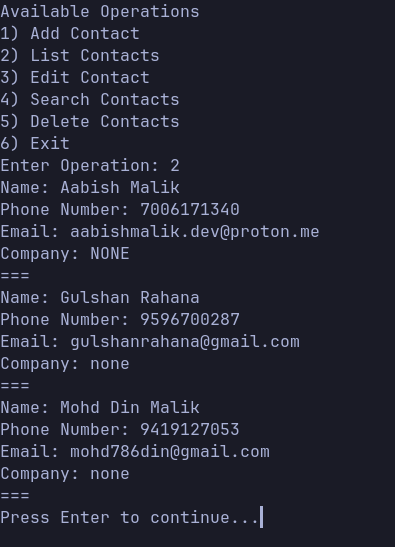 Available Operations
1) Add Contact
2) List Contacts
3) Edit Contact
4) Search Contacts
5) Delete Contacts
6) Exit
Enter Operation: 2
Name: Aabish Malik
Phone Number: 7006171340
Email: aabishmalik.dev@proton.me
Company: NONE
===
Name: Gulshan Rahana
Phone Number: 9596700287
Email: gulshanrahana@gmail.com
Company: none
===
Name: Mohd Din Malik
Phone Number: 9419127053
Email: mohd786din@gmail.com
Company: none
===
Press Enter to continue...